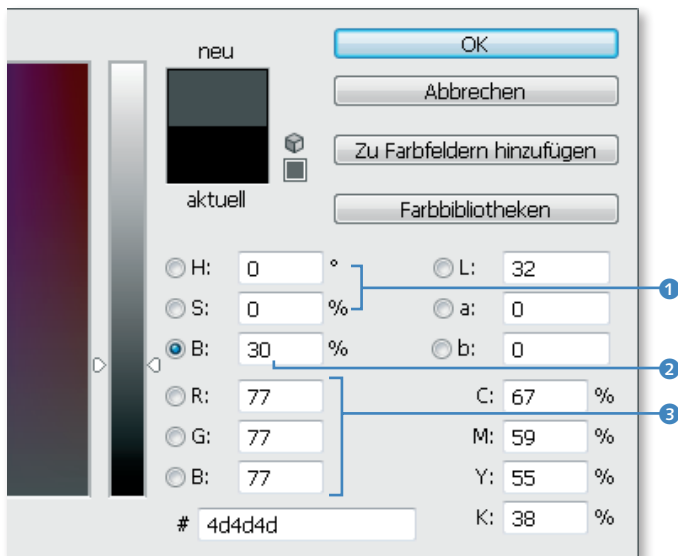 neu
OK
Abbrechen
Zu Farbfeldern hinzufügen
aktuell
Farbbibliotheken
H: 0 ° L: 32
1
S: 0 % a: 0
B: 30 % b: 0
2
R: 77 C: 67 %
3
G: 77 M: 59 %
B: 77 Y: 55 %
# 4d4d4d K: 38 %